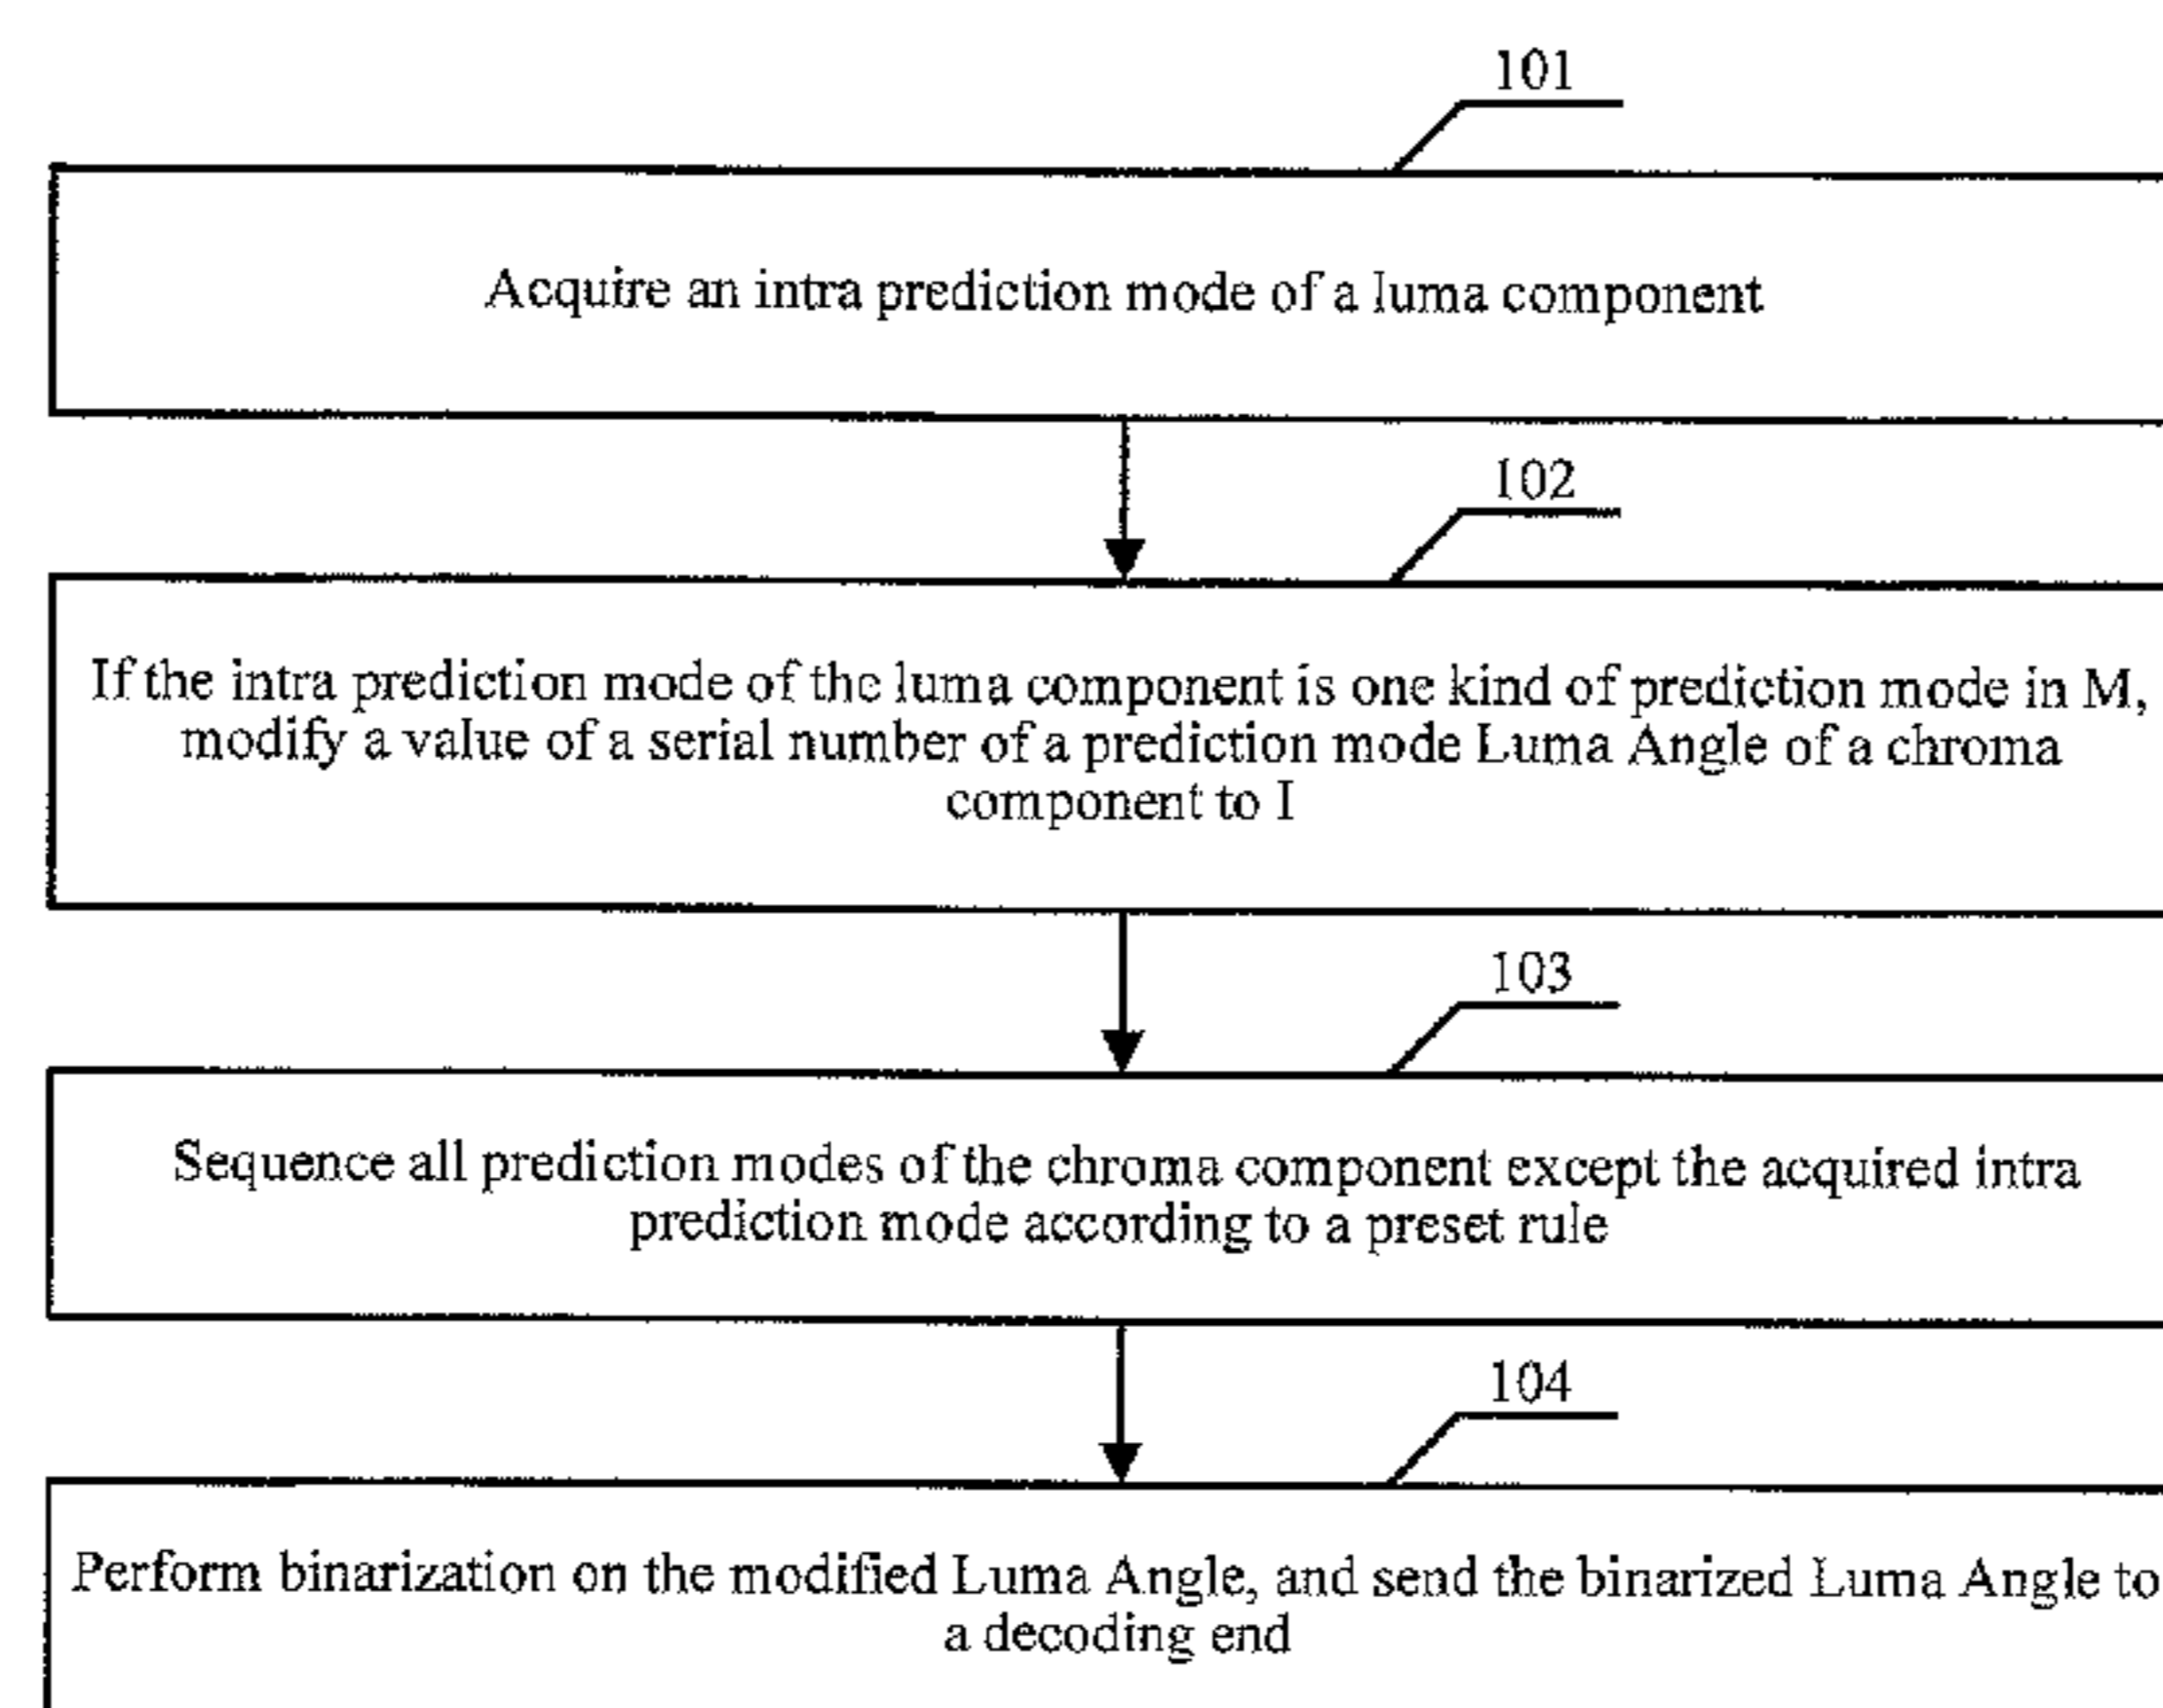 101
Acquire an intra prediction mode of a luma component
102
If the intra prediction mode of the luma component is one kind of prediction mode in M,
modify a value of a serial number of a prediction mode Luma Angle of a chroma
component to I
103
Sequence all prediction modes of the chroma component except the acquired intra
prediction mode according to a preset rule
104
Perform binarization on the modified Luma Angle, and send the binarized Luma Angle to
a decoding end